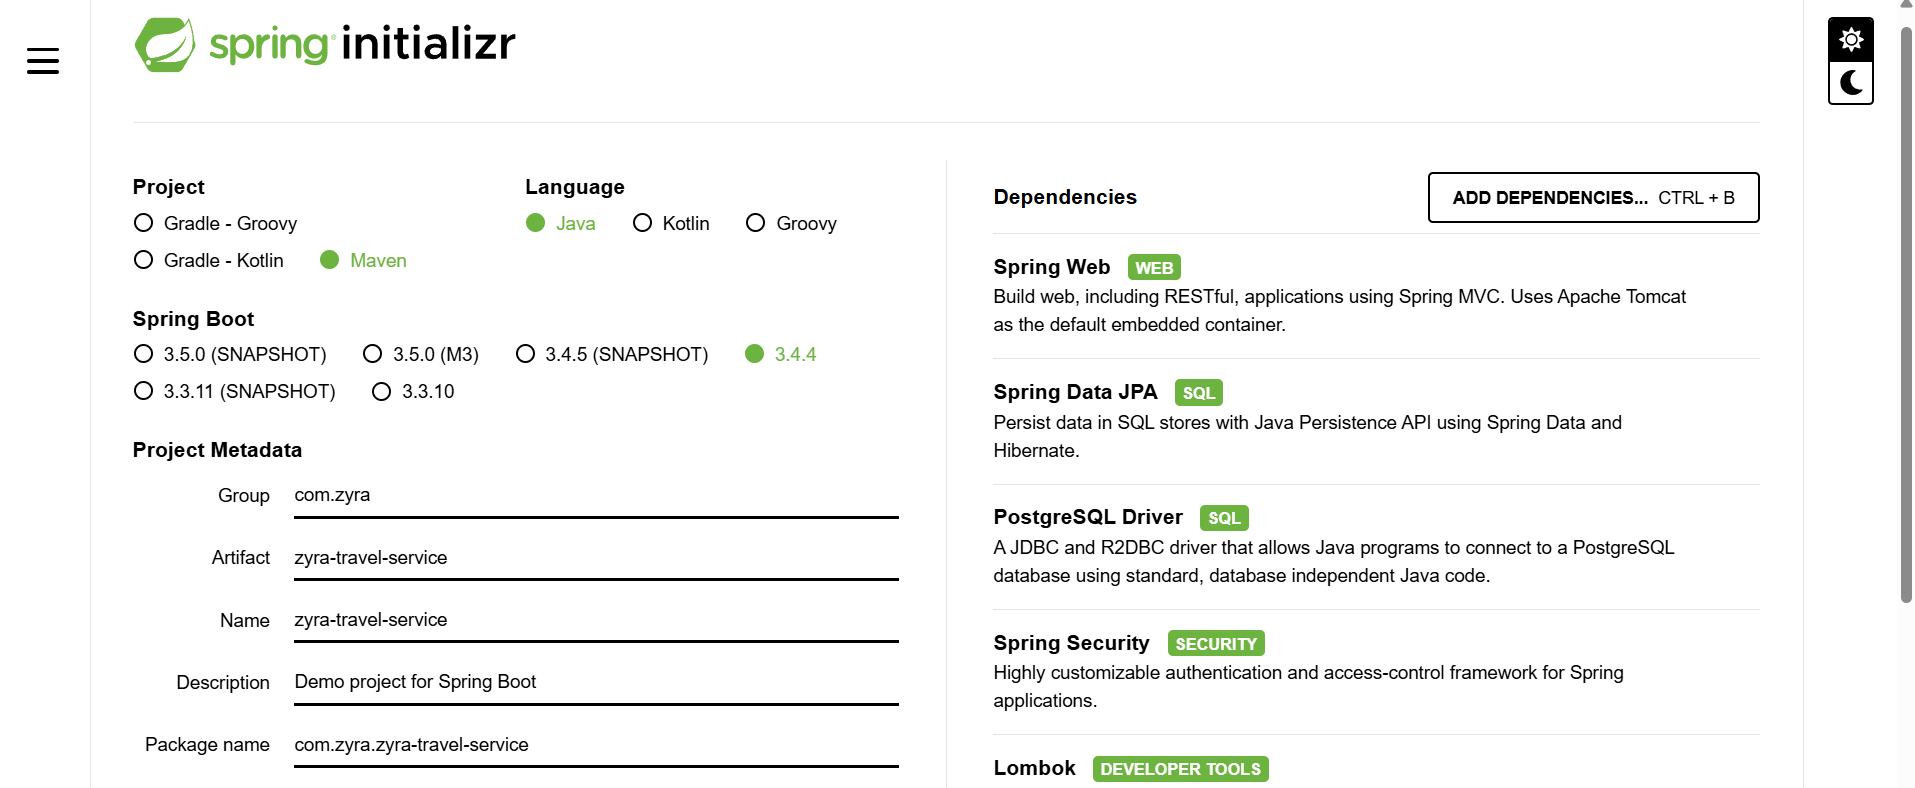 spring initializr
Project
Gradle - Groovy
Gradle - Kotlin
Maven
Language
Java
Kotlin
Groovy
Spring Boot
3.5.0 (SNAPSHOT)
3.5.0 (M3)
3.4.5 (SNAPSHOT)
3.4.4
3.3.11 (SNAPSHOT)
3.3.10
Project Metadata
Group com.zyra
Artifact zyra-travel-service
Name zyra-travel-service
Description Demo project for Spring Boot
Package name com.zyra.zyra-travel-service
Dependencies
ADD DEPENDENCIES... CTRL + B
Spring Web WEB
Build web, including RESTful, applications using Spring MVC. Uses Apache Tomcat
as the default embedded container.
Spring Data JPA SQL
Persist data in SQL stores with Java Persistence API using Spring Data and
Hibernate.
PostgreSQL Driver SQL
A JDBC and R2DBC driver that allows Java programs to connect to a PostgreSQL
database using standard, database independent Java code.
Spring Security SECURITY
Highly customizable authentication and access-control framework for Spring
applications.
Lombok DEVELOPER TOOLS